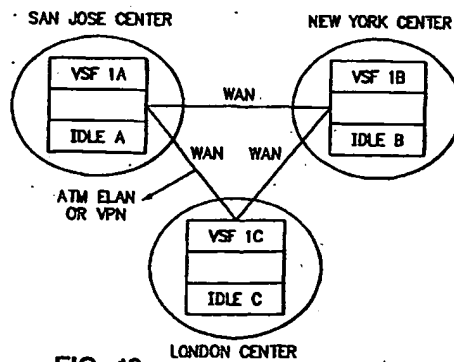 SAN JOSE CENTER
NEW YORK CENTER
VSF 1A
IDLE A
VSF 1B
IDLE B
WAN
WAN
WAN
ATM ELAN
OR VPN
VSF 1C
IDLE C
LONDON CENTER